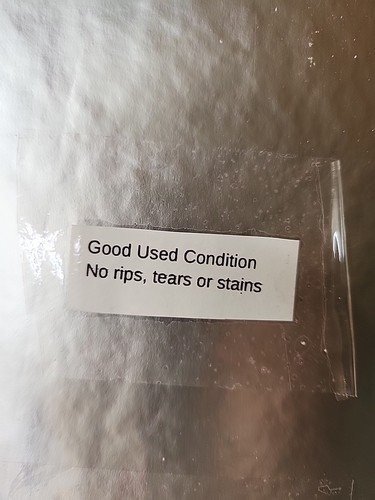 Good Used Condition
No rips, tears or stains